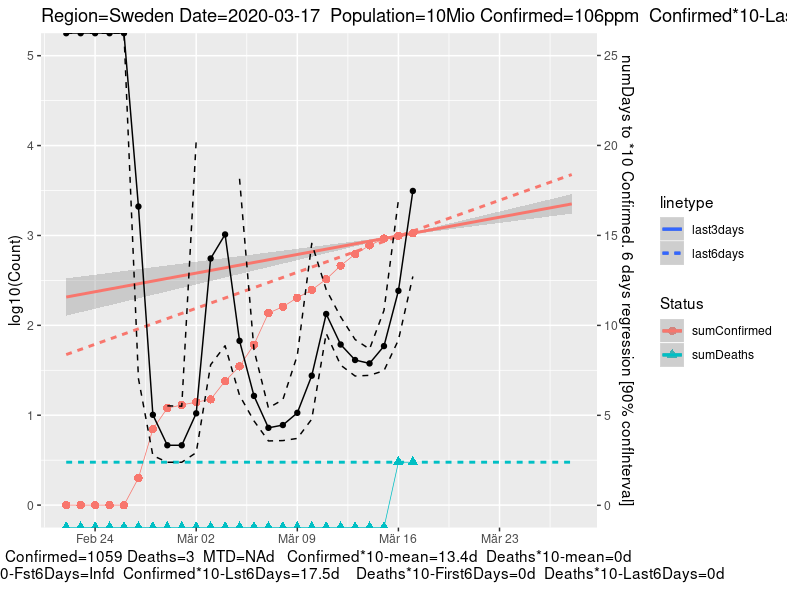 Region=Sweden Date=2020-03-17 Population=10Mio Confirmed=106ppm Confirmed*10-Las
log10(Count)
5
4
3
2
1
0
25
20
15
10
5
0
numDays to *10 Confirmed. 6 days regression [90% confInterval]
Feb 24
Mär 02
Mär 09
Mär 16
Mär 23
linetype
last3days
last6days
Status
sumConfirmed
sumDeaths
Confirmed=1059 Deaths=3 MTD=NAd Confirmed*10-mean=13.4d Deaths*10-mean=0d
0-Fst6Days=Infd Confirmed*10-Lst6Days=17.5d Deaths*10-First6Days=0d Deaths*10-Last6Days=0d